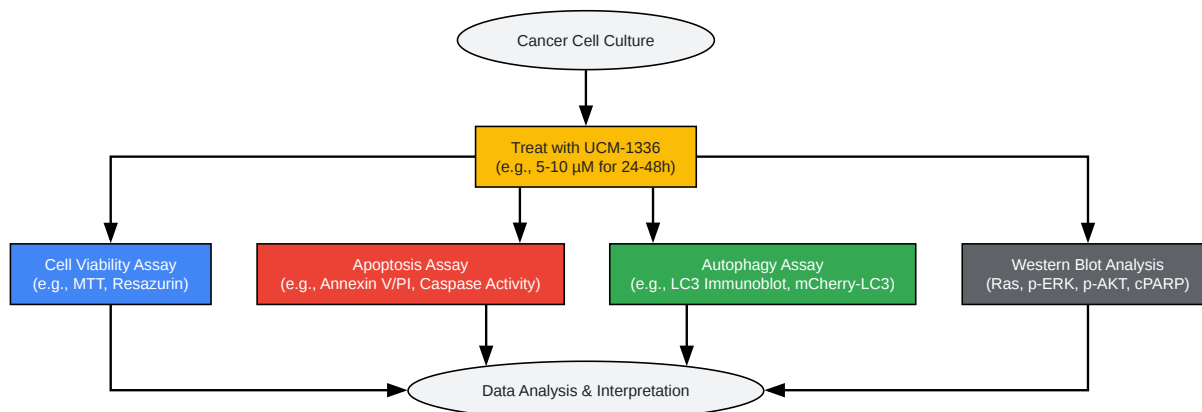 Cancer Cell Culture
Treat with UCM-1336
(e.g., 5-10 µM for 24-48h)
Cell Viability Assay
(e.g., MTT, Resazurin)
Apoptosis Assay
(e.g., Annexin V/PI, Caspase Activity)
Autophagy Assay
(e.g., LC3 Immunoblot, mCherry-LC3)
Western Blot Analysis
(Ras, p-ERK, p-AKT, cPARP)
Data Analysis & Interpretation